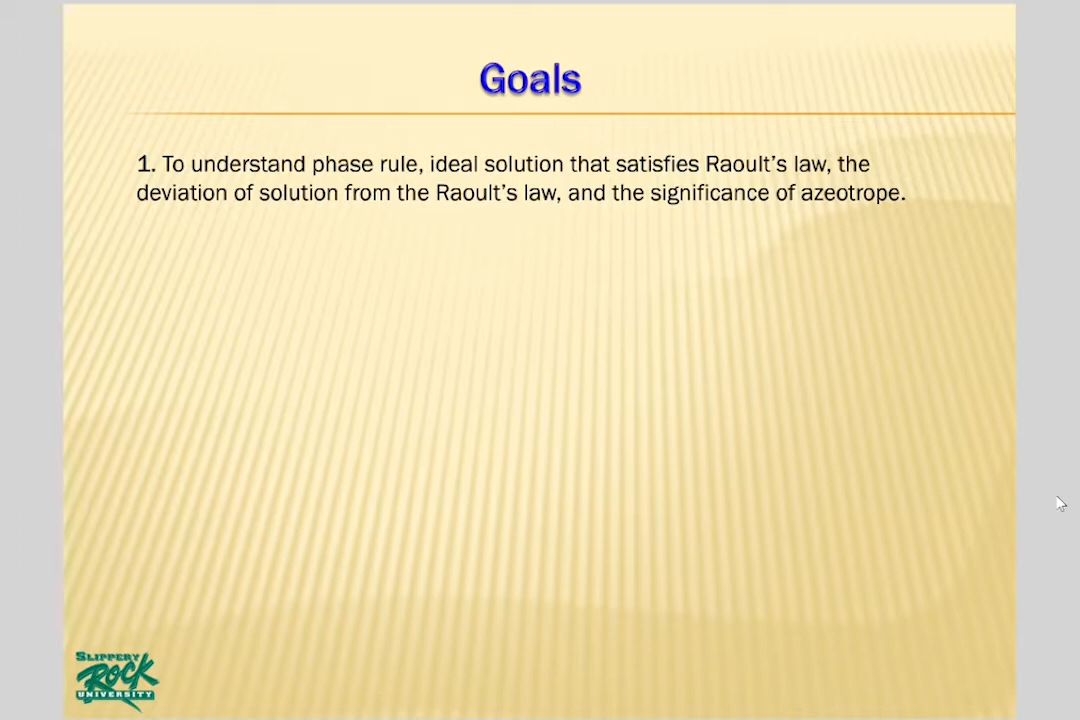 Goals
1. To understand phase rule, ideal solution that satisfies Raoult's law, the
deviation of solution from the Raoult's law, and the significance of azeotrope.
SLIPPERY
ROCK
UNIVERSITY